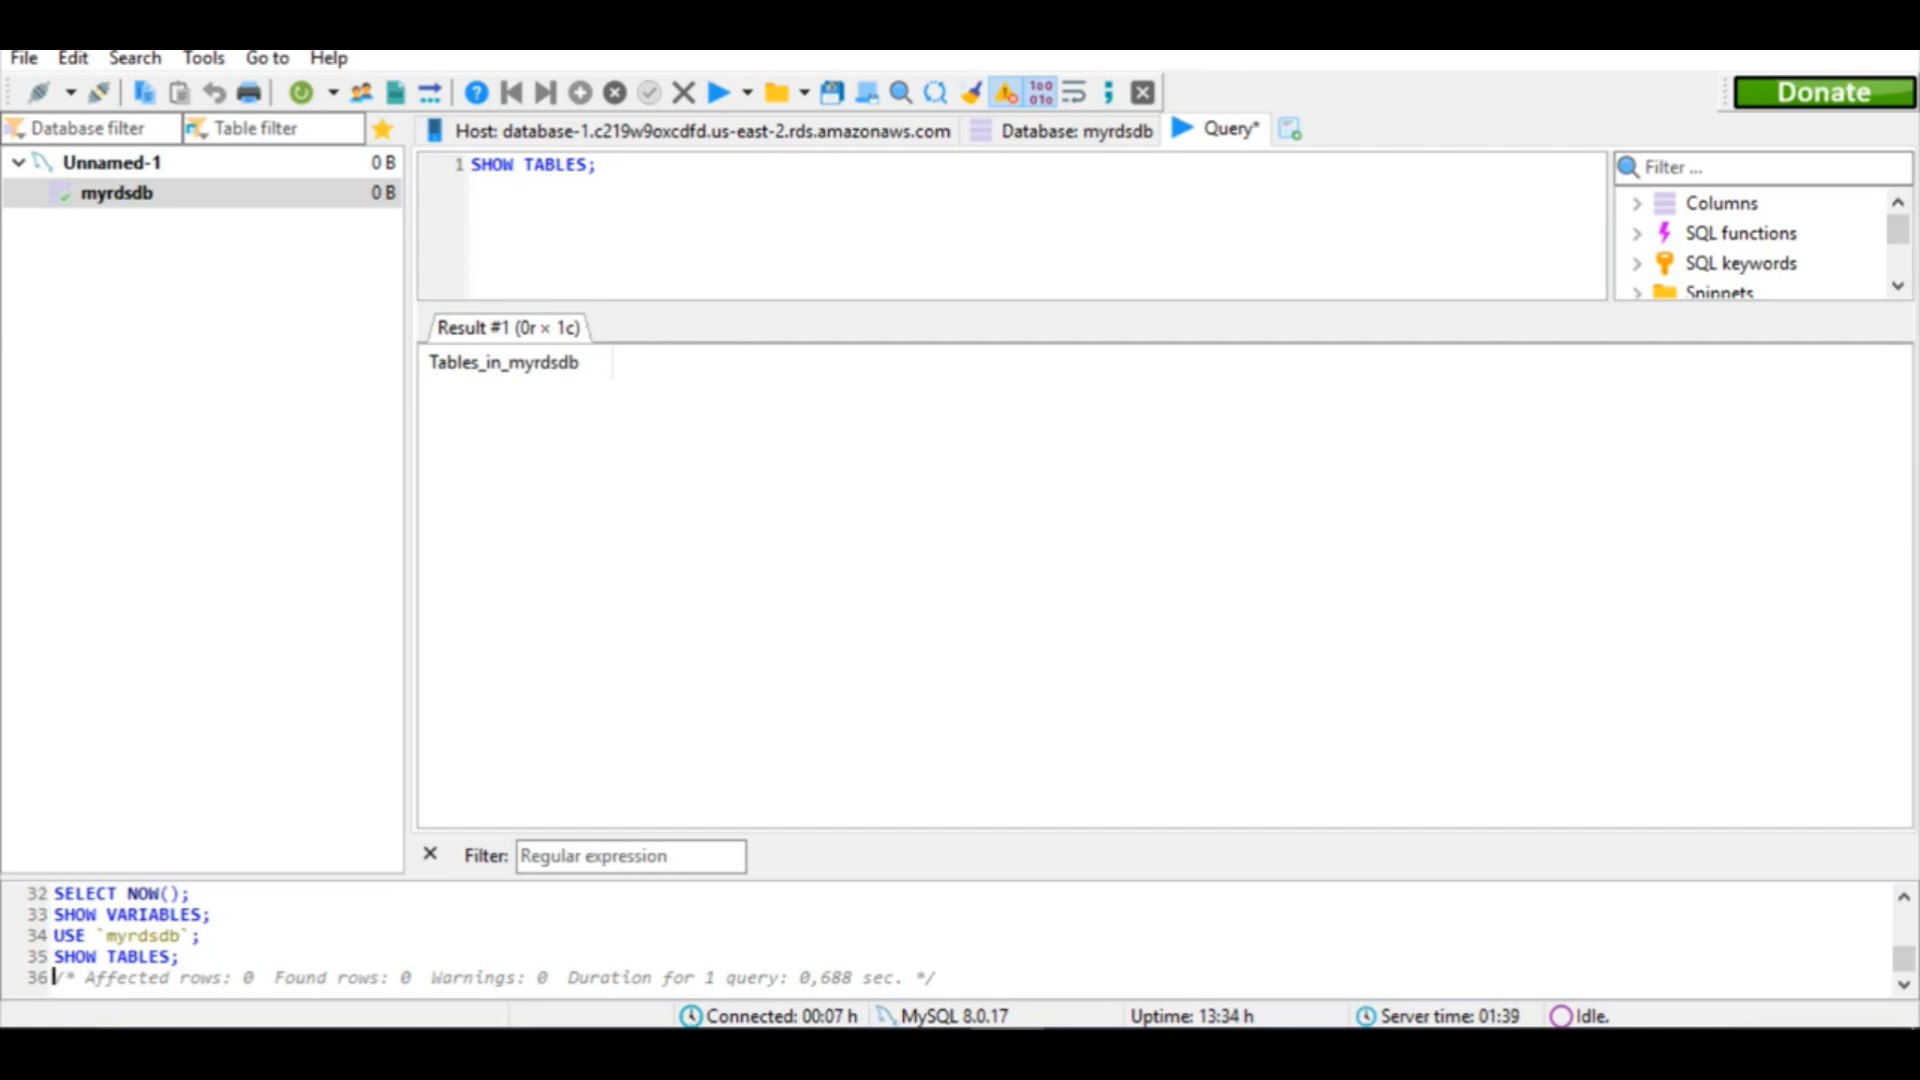 File Edit Search Tools Go to Help
100
010
Donate
Database filter Table filter
Host: database-1.c219w9oxcdfd.us-east-2.rds.amazonaws.com Database: myrdsdb Query*
Unnamed-1 0 B
myrdsdb 0 B
1 SHOW TABLES;
Filter ...
Columns
SQL functions
SQL keywords
Snippets
Result #1 (0r × 1c)
Tables_in_myrdsdb
Filter: Regular expression
32 SELECT NOW();
33 SHOW VARIABLES;
34 USE `myrdsdb`;
35 SHOW TABLES;
36 /* Affected rows: 0 Found rows: 0 Warnings: 0 Duration for 1 query: 0,688 sec. */
Connected: 00:07 h MySQL 8.0.17 Uptime: 13:34 h Server time: 01:39 Idle.